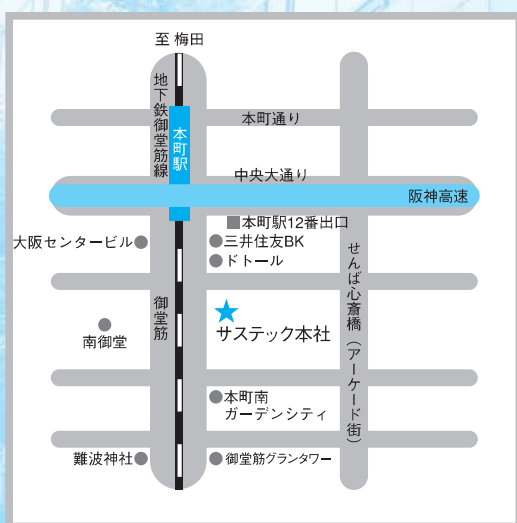 至 梅田
地下鉄御堂筋線
本町駅
本町通り
中央大通り
阪神高速
本町駅12番出口
大阪センタービル
三井住友BK
ドトール
せんば心斎橋（アーケード街）
御堂筋
サステック本社
南御堂
本町南
ガーデンシティ
難波神社
御堂筋グランタワー